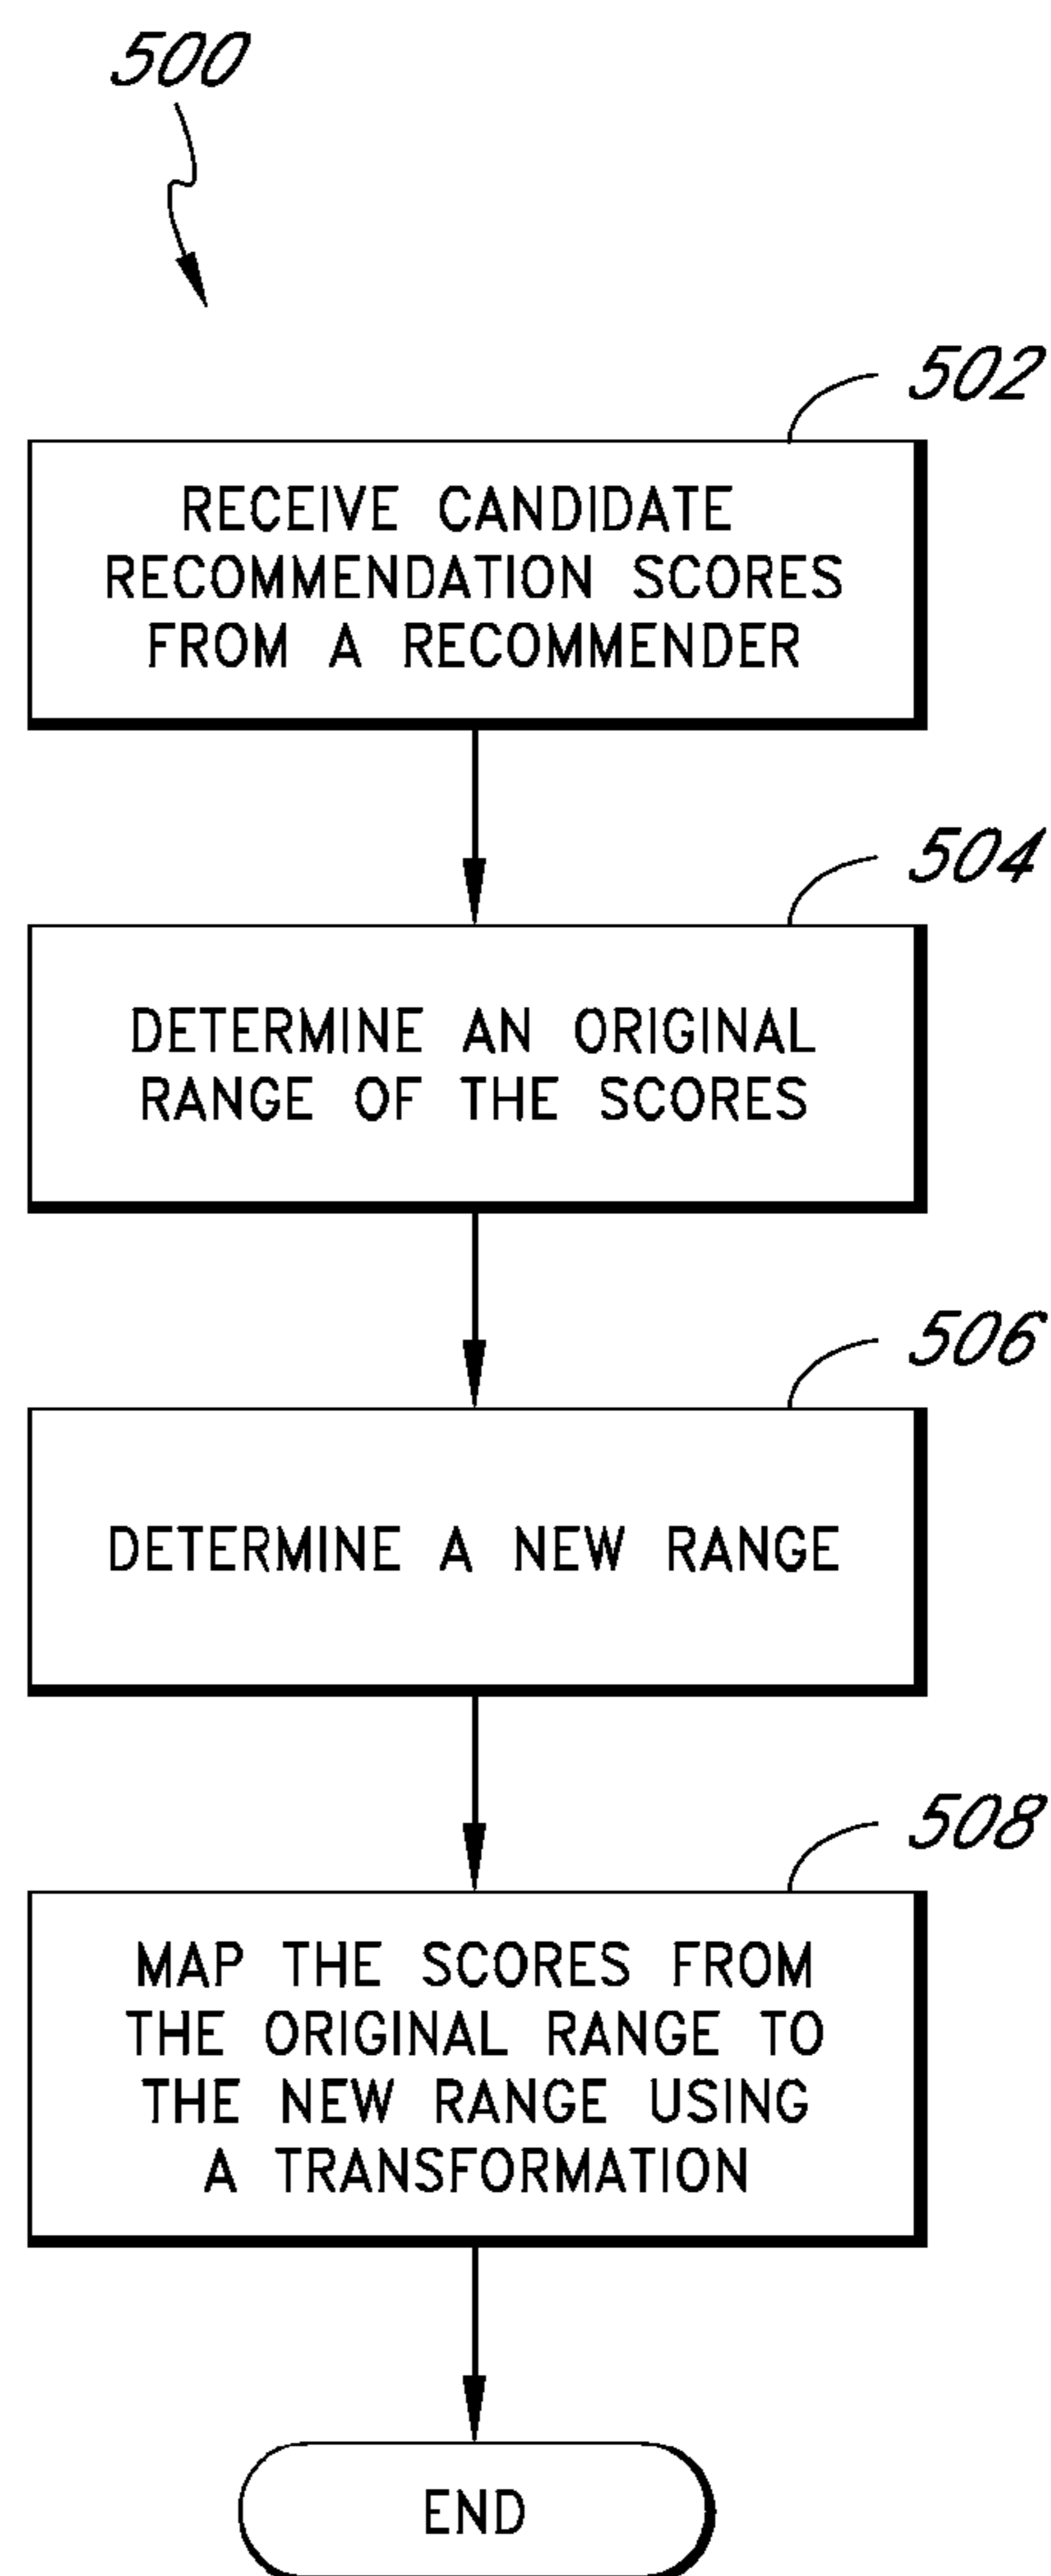 500
502
RECEIVE CANDIDATE
RECOMMENDATION SCORES
FROM A RECOMMENDER
504
DETERMINE AN ORIGINAL
RANGE OF THE SCORES
506
DETERMINE A NEW RANGE
508
MAP THE SCORES FROM
THE ORIGINAL RANGE TO
THE NEW RANGE USING
A TRANSFORMATION
END